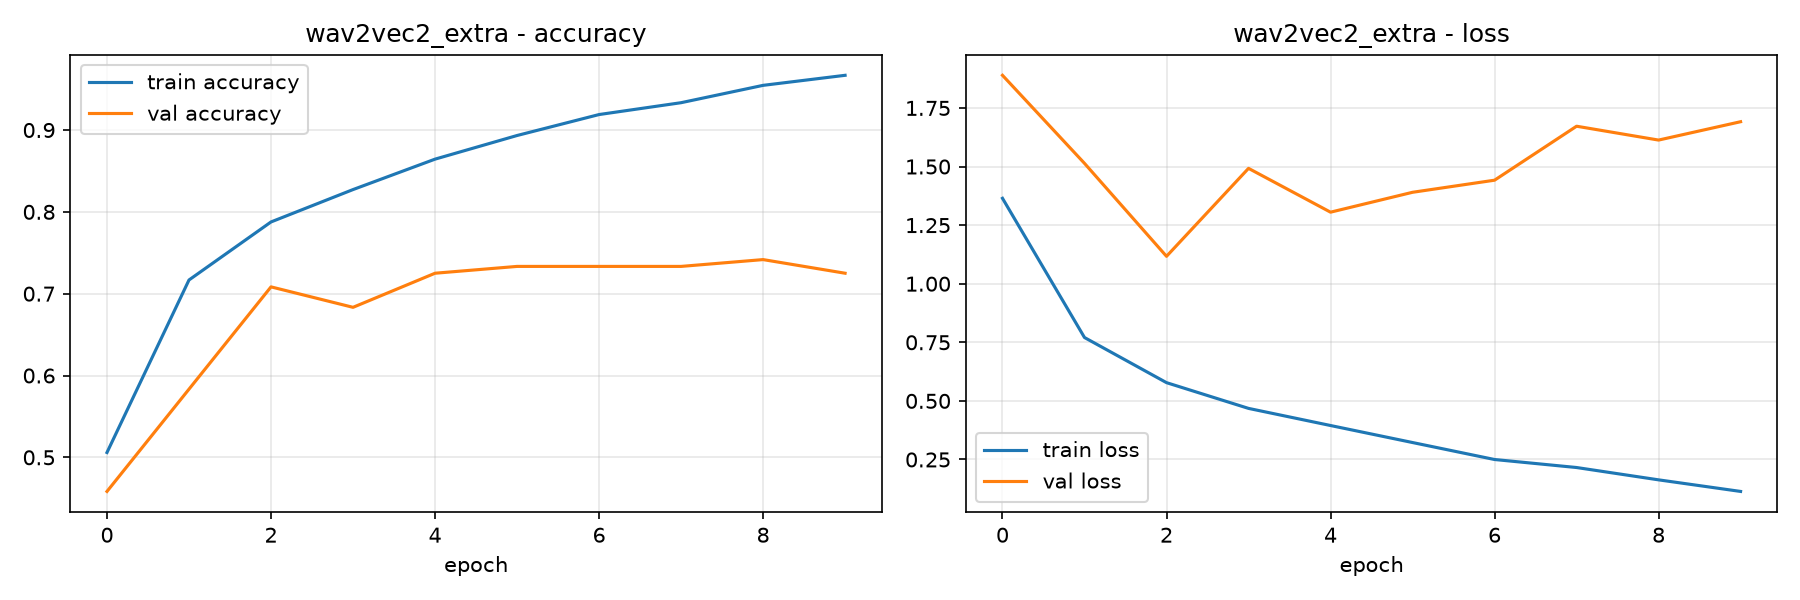 wav2vec2_extra - accuracy
train accuracy
val accuracy
0.9
0.8
0.7
0.6
0.5
0 2 4 6 8
epoch
wav2vec2_extra - loss
1.75
1.50
1.25
1.00
0.75
0.50
0.25
train loss
val loss
0 2 4 6 8
epoch